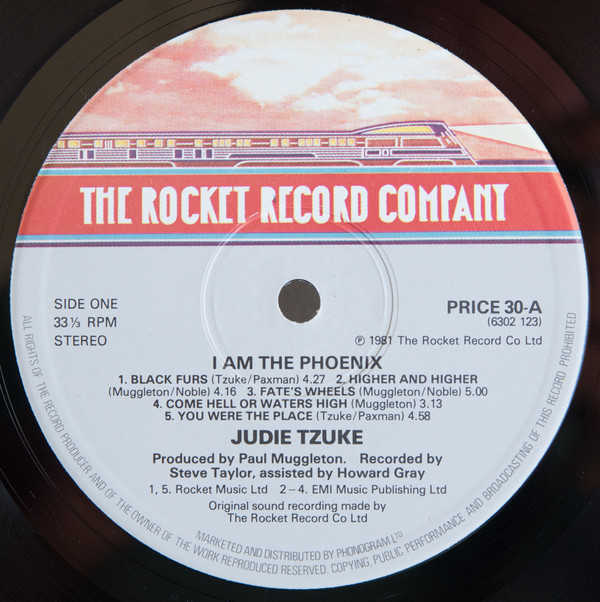 THE ROCKET RECORD COMPANY
SIDE ONE
33⅓ RPM
STEREO
PRICE 30-A
(6302 123)
℗ 1981 The Rocket Record Co Ltd
I AM THE PHOENIX
1. BLACK FURS (Tzuke/Paxman) 4.27 2. HIGHER AND HIGHER
(Muggleton/Noble) 4.16 3. FATE'S WHEELS (Muggleton/Noble) 5.00
4. COME HELL OR WATERS HIGH (Muggleton) 3.13
5. YOU WERE THE PLACE (Tzuke/Paxman) 4.58
JUDIE TZUKE
Produced by Paul Muggleton. Recorded by
Steve Taylor, assisted by Howard Gray
1, 5. Rocket Music Ltd 2–4. EMI Music Publishing Ltd
Original sound recording made by
The Rocket Record Co Ltd
MARKETED AND DISTRIBUTED BY PHONOGRAM LTD
ALL RIGHTS OF THE RECORD PRODUCER AND OF THE OWNER OF THE WORK REPRODUCED RESERVED. COPYING, PUBLIC PERFORMANCE AND BROADCASTING OF THIS RECORD PROHIBITED